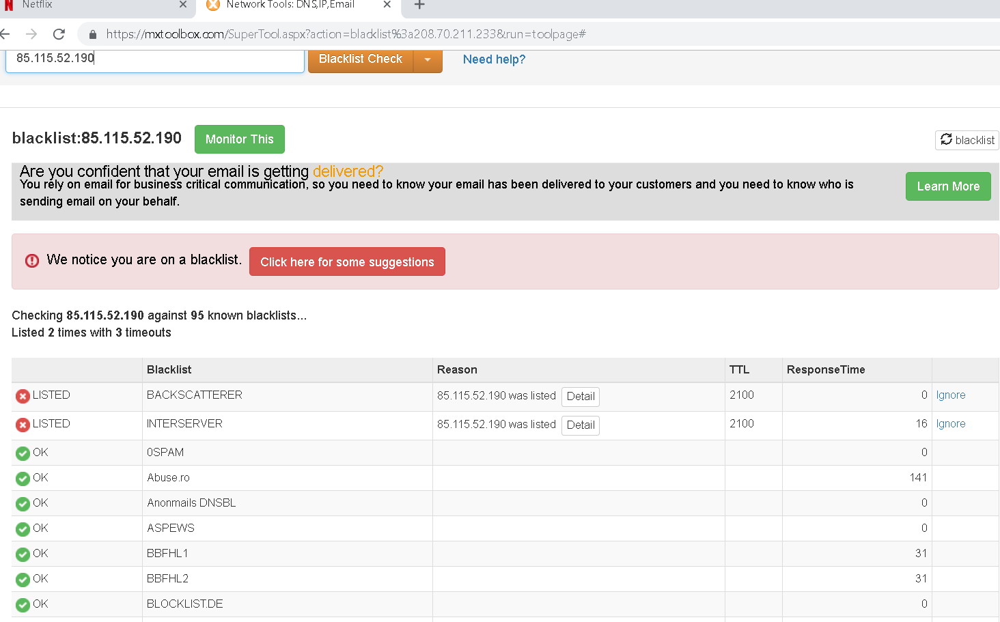 Netflix
Network Tools: DNS,IP,Email
https://mxtoolbox.com/SuperTool.aspx?action=blacklist%3a208.70.211.233&run=toolpage#
85.115.52.190 Blacklist Check Need help?
blacklist:85.115.52.190 Monitor This blacklist
Are you confident that your email is getting delivered?
You rely on email for business critical communication, so you need to know your email has been delivered to your customers and you need to know who is
sending email on your behalf.
Learn More
We notice you are on a blacklist. Click here for some suggestions
Checking 85.115.52.190 against 95 known blacklists...
Listed 2 times with 3 timeouts
Blacklist Reason TTL ResponseTime
LISTED BACKSCATTERER 85.115.52.190 was listed Detail 2100 0 Ignore
LISTED INTERSERVER 85.115.52.190 was listed Detail 2100 16 Ignore
OK 0SPAM 0
OK Abuse.ro 141
OK Anonmails DNSBL 0
OK ASPEWS 0
OK BBFHL1 31
OK BBFHL2 31
OK BLOCKLIST.DE 0